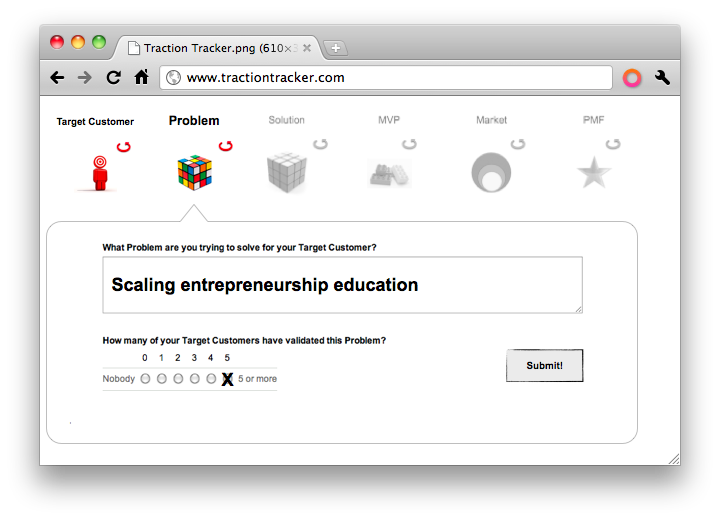 Traction Tracker.png (610×3
www.tractiontracker.com
Target Customer Problem Solution MVP Market PMF
What Problem are you trying to solve for your Target Customer?
Scaling entrepreneurship education
How many of your Target Customers have validated this Problem?
0 1 2 3 4 5
Nobody X 5 or more
Submit!